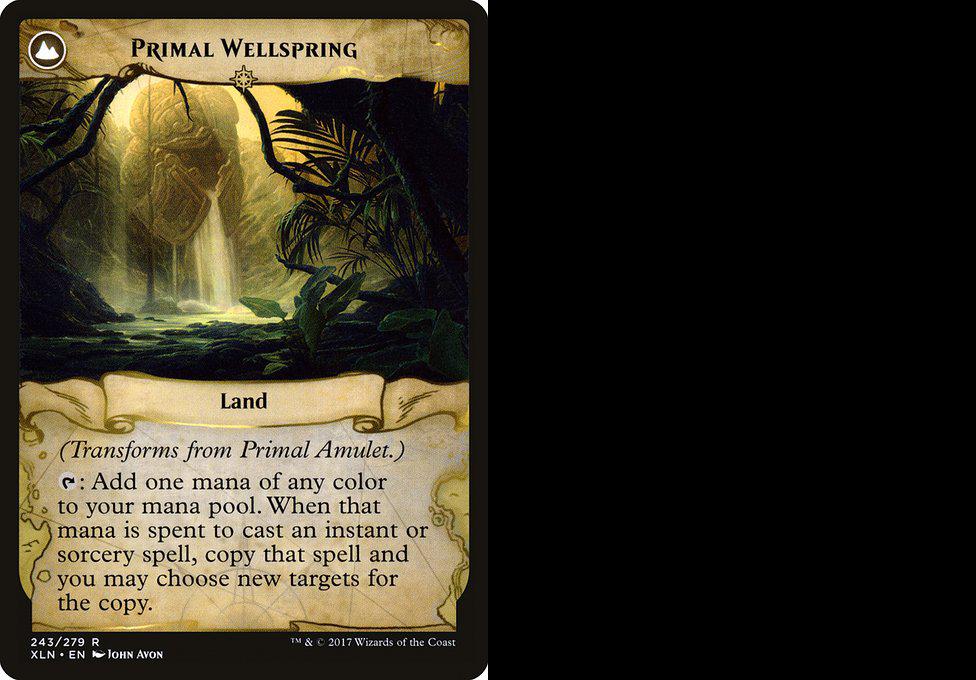 Primal Wellspring
Land
(Transforms from Primal Amulet.)
: Add one mana of any color
to your mana pool. When that
mana is spent to cast an instant or
sorcery spell, copy that spell and
you may choose new targets for
the copy.
243/279 R
XLN • EN John Avon
™ & © 2017 Wizards of the Coast